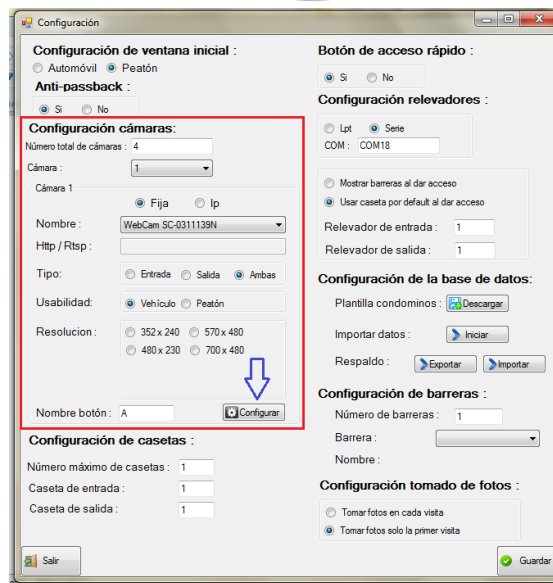 Configuración
Configuración de ventana inicial :
Automóvil Peatón
Anti-passback :
Si No
Configuración cámaras:
Número total de cámaras : 4
Cámara : 1
Cámara 1
Fija Ip
Nombre : WebCam SC-0311139N
Http / Rtsp :
Tipo: Entrada Salida Ambas
Usabilidad: Vehículo Peatón
Resolucion : 352 x 240 570 x 480
480 x 230 700 x 480
Nombre botón : A Configurar
Configuración de casetas :
Número máximo de casetas : 1
Caseta de entrada : 1
Caseta de salida : 1
Salir
Botón de acceso rápido :
Si No
Configuración relevadores :
Lpt Serie
COM : COM18
Mostrar barreras al dar acceso
Usar caseta por default al dar acceso
Relevador de entrada : 1
Relevador de salida : 1
Configuración de la base de datos:
Plantilla condominos : Descargar
Importar datos : Iniciar
Respaldo : Exportar Importar
Configuración de barreras :
Número de barreras : 1
Barrera :
Nombre :
Configuración tomado de fotos :
Tomar fotos en cada visita
Tomar fotos solo la primer visita
Guardar